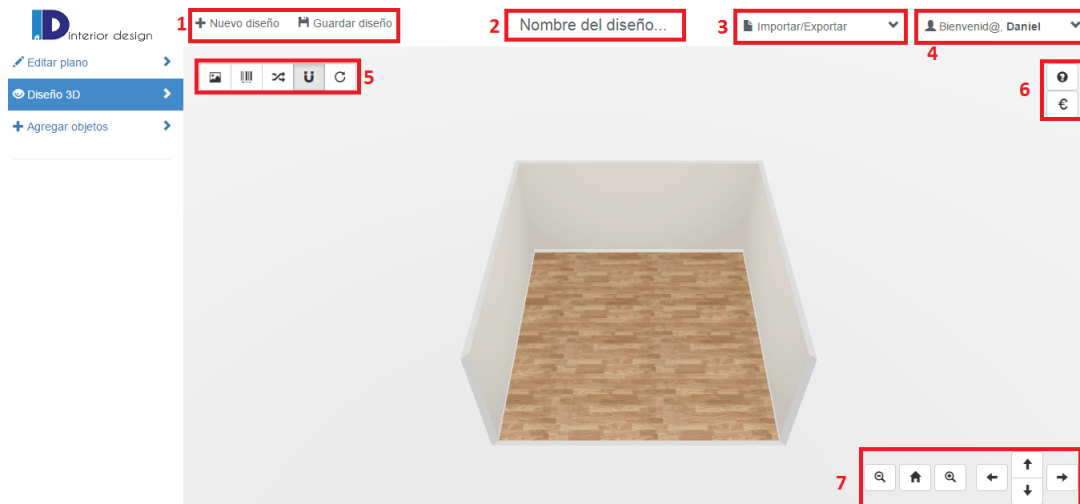 ID
interior design
1
+ Nuevo diseño
Guardar diseño
2
Nombre del diseño...
3
Importar/Exportar
Bienvenid@, Daniel
4
Editar plano
Diseño 3D
+ Agregar objetos
5
6
?
€
7